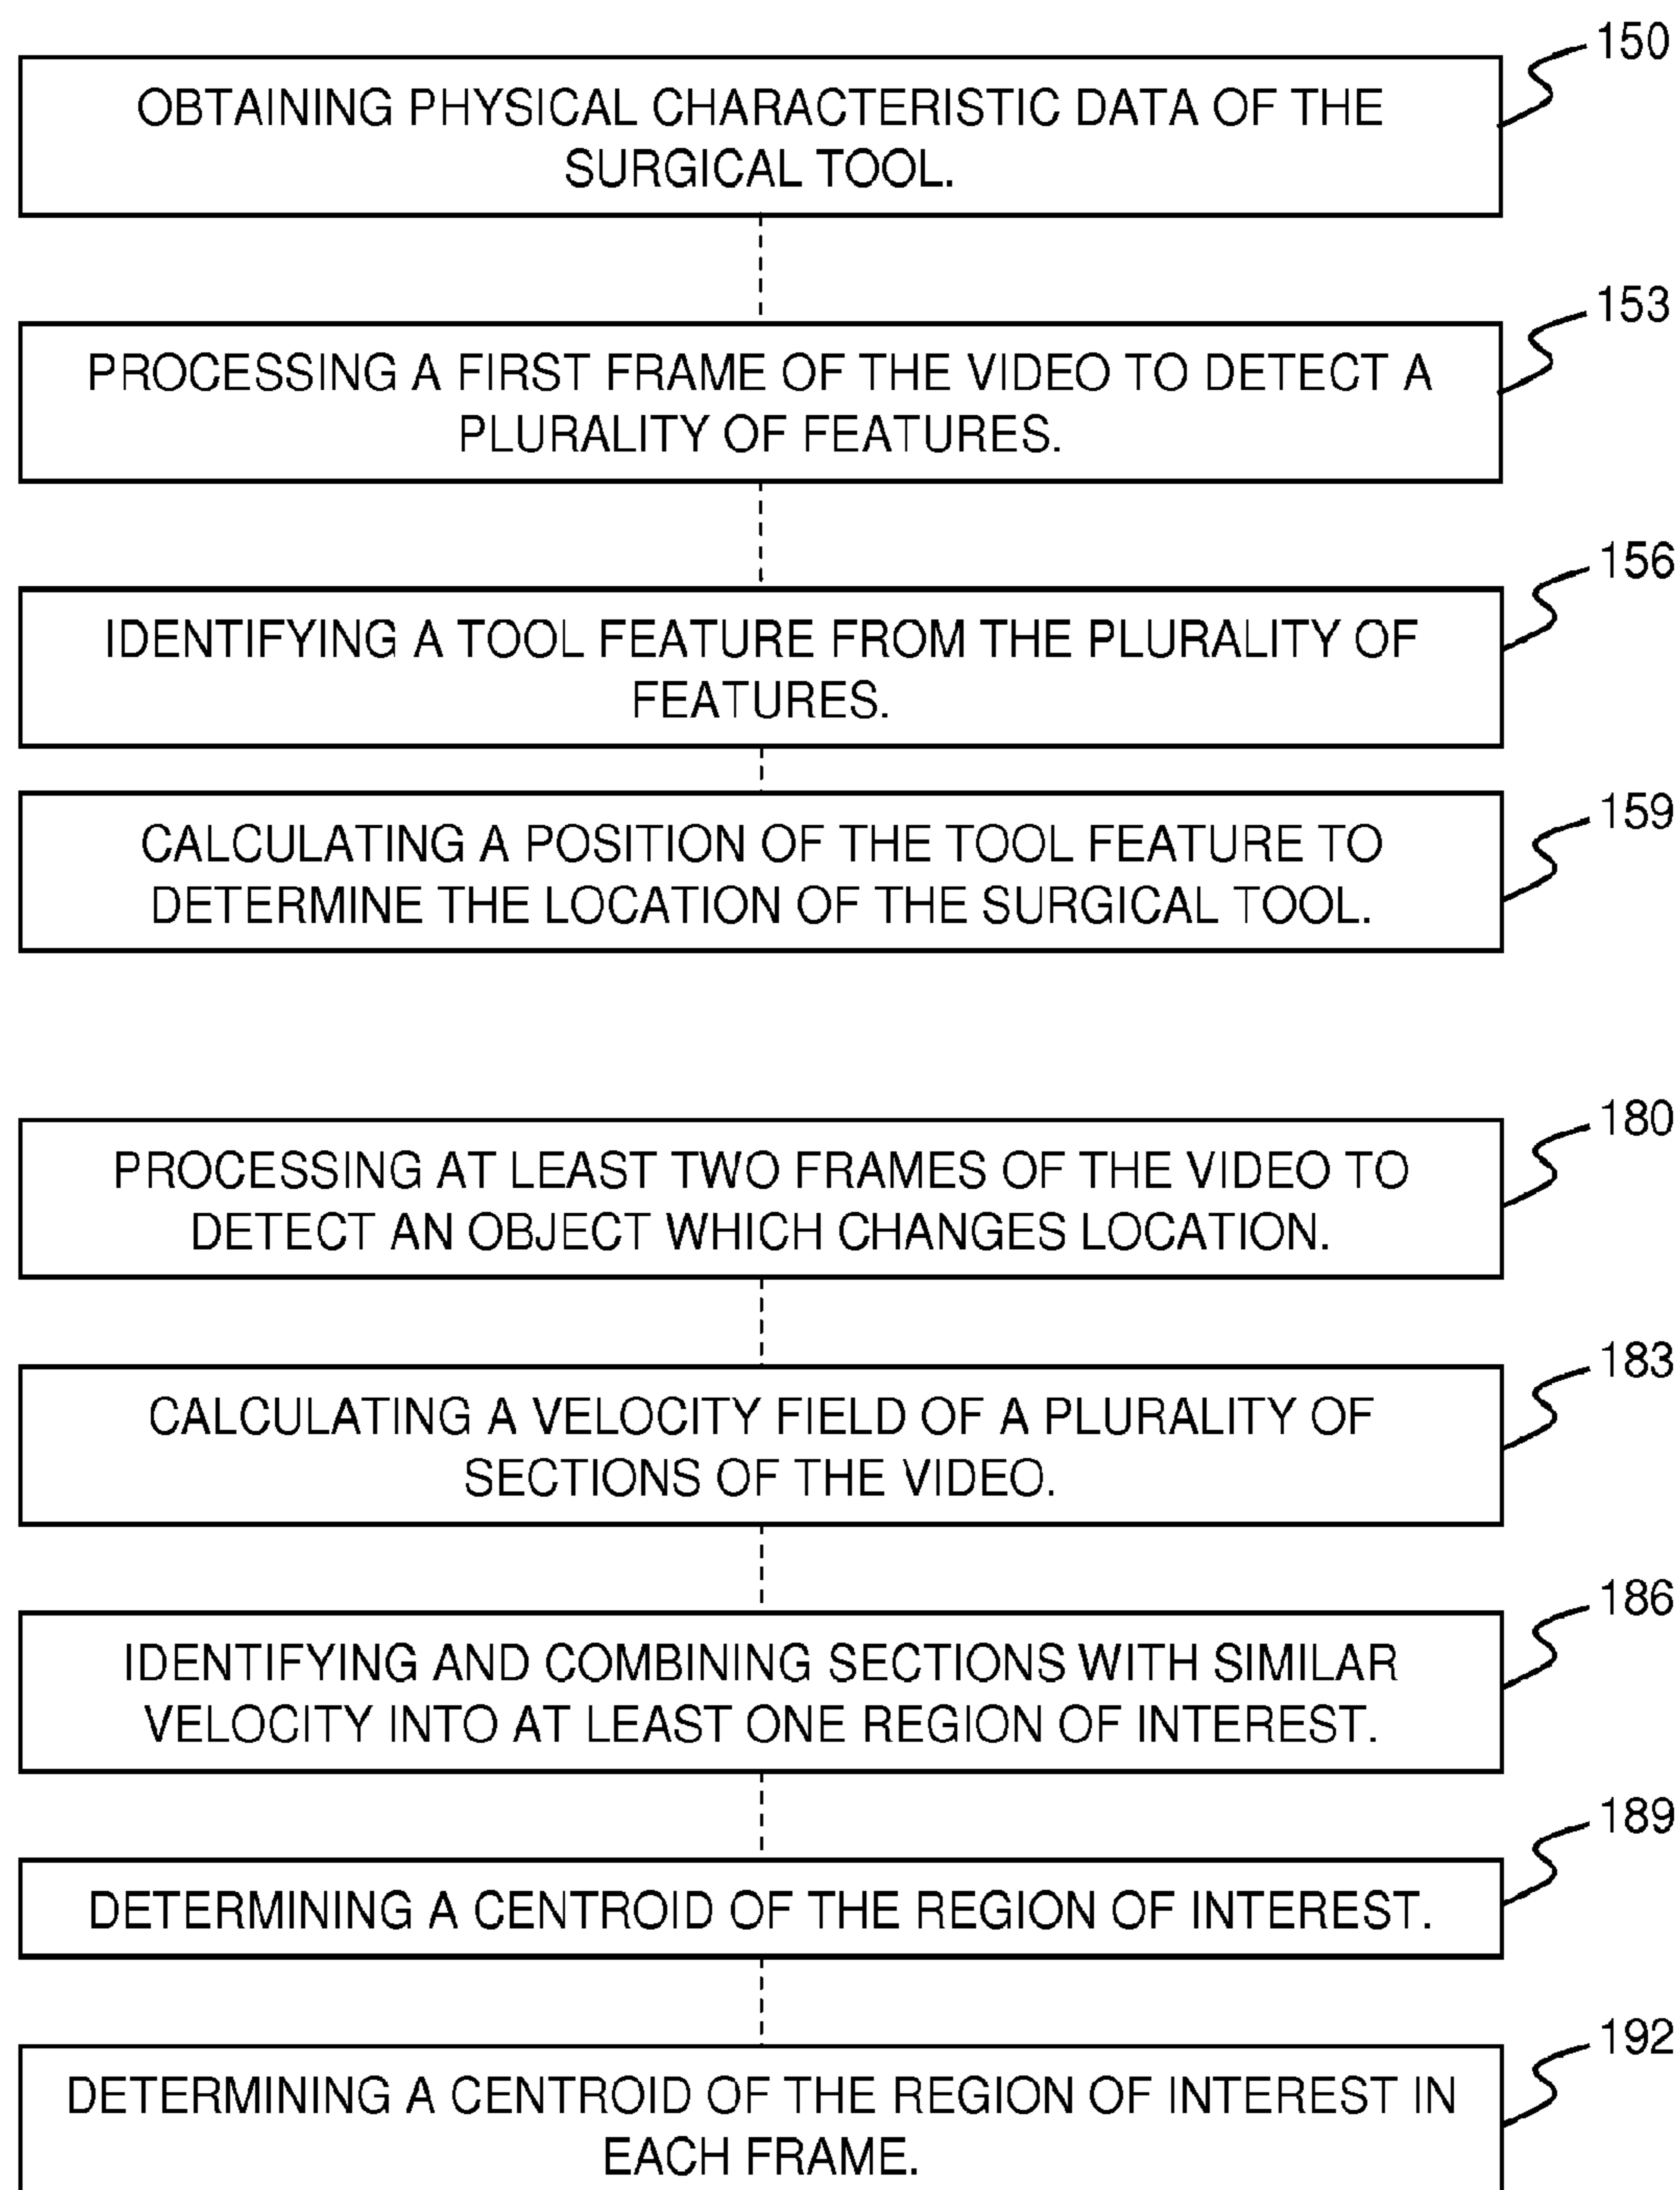 150
OBTAINING PHYSICAL CHARACTERISTIC DATA OF THE
SURGICAL TOOL.
153
PROCESSING A FIRST FRAME OF THE VIDEO TO DETECT A
PLURALITY OF FEATURES.
156
IDENTIFYING A TOOL FEATURE FROM THE PLURALITY OF
FEATURES.
159
CALCULATING A POSITION OF THE TOOL FEATURE TO
DETERMINE THE LOCATION OF THE SURGICAL TOOL.
180
PROCESSING AT LEAST TWO FRAMES OF THE VIDEO TO
DETECT AN OBJECT WHICH CHANGES LOCATION.
183
CALCULATING A VELOCITY FIELD OF A PLURALITY OF
SECTIONS OF THE VIDEO.
186
IDENTIFYING AND COMBINING SECTIONS WITH SIMILAR
VELOCITY INTO AT LEAST ONE REGION OF INTEREST.
189
DETERMINING A CENTROID OF THE REGION OF INTEREST.
192
DETERMINING A CENTROID OF THE REGION OF INTEREST IN
EACH FRAME.